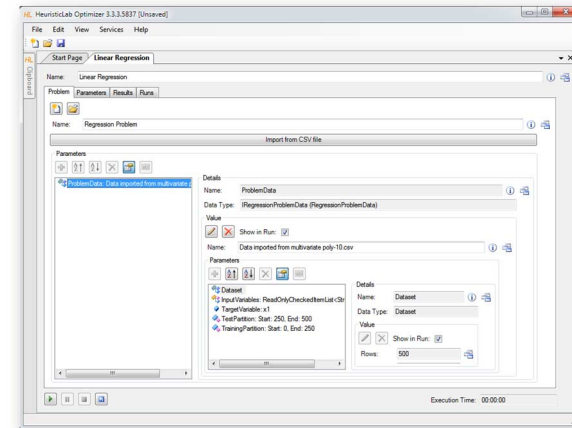 HL HeuristicLab Optimizer 3.3.3.5837 [Unsaved]
File Edit View Services Help
Start Page Linear Regression
Clipboard
Name: Linear Regression
Problem Parameters Results Runs
Name: Regression Problem
Import from CSV file
Parameters
ProblemData: Data imported from multivariate p
Details
Name: ProblemData
Data Type: IRegressionProblemData (RegressionProblemData)
Value
Show in Run:
Name: Data imported from multivariate poly-10.csv
Parameters
Dataset
InputVariables: ReadOnlyCheckedItemList<Str
TargetVariable: x1
TestPartition: Start: 250, End: 500
TrainingPartition: Start: 0, End: 250
Details
Name: Dataset
Data Type: Dataset
Value
Show in Run:
Rows: 500
Execution Time: 00:00:00